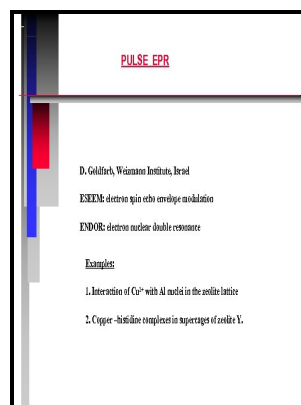 PULSE EPR
D. Goldfarb, Weizmann Institute, Israel
ESEEM: electron spin echo envelope modulation
ENDOR: electron nuclear double resonance
Examples:
1. Interaction of Cu²⁺ with Al nuclei in the zeolite lattice
2. Copper –histidine complexes in supercages of zeolite Y.